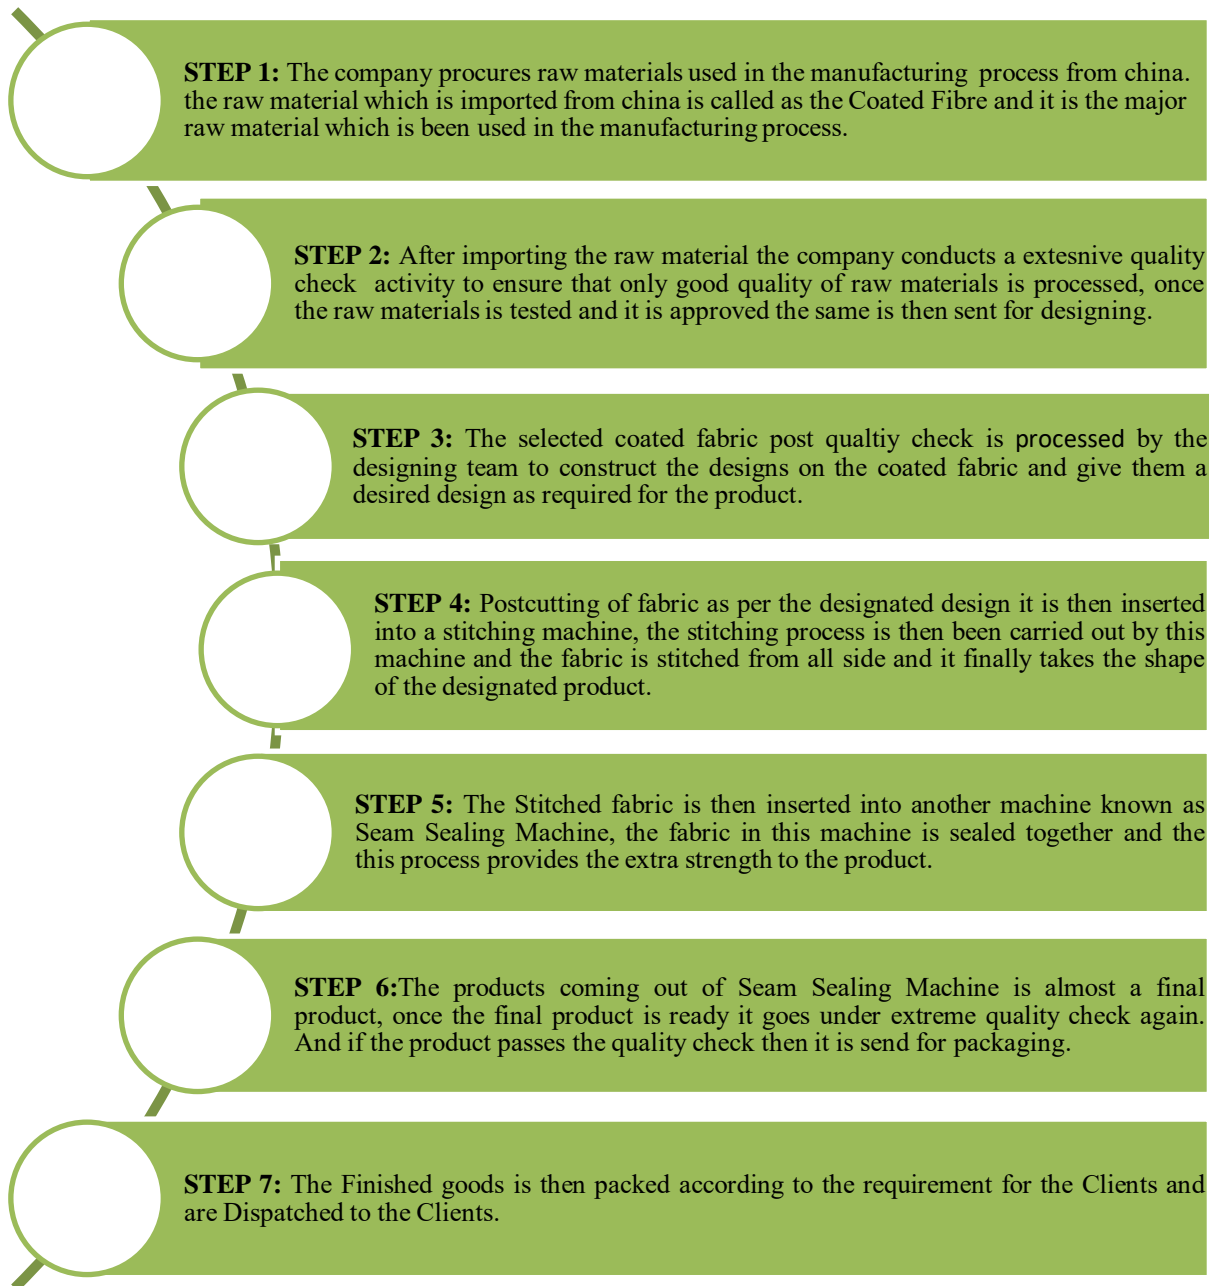 STEP 1: The company procures raw materials used in the manufacturing process from china.
the raw material which is imported from china is called as the Coated Fibre and it is the major
raw material which is been used in the manufacturing process.
STEP 2: After importing the raw material the company conducts a extesnive quality
check activity to ensure that only good quality of raw materials is processed, once
the raw materials is tested and it is approved the same is then sent for designing.
STEP 3: The selected coated fabric post qualtiy check is processed by the
designing team to construct the designs on the coated fabric and give them a
desired design as required for the product.
STEP 4: Postcutting of fabric as per the designated design it is then inserted
into a stitching machine, the stitching process is then been carried out by this
machine and the fabric is stitched from all side and it finally takes the shape
of the designated product.
STEP 5: The Stitched fabric is then inserted into another machine known as
Seam Sealing Machine, the fabric in this machine is sealed together and the
this process provides the extra strength to the product.
STEP 6:The products coming out of Seam Sealing Machine is almost a final
product, once the final product is ready it goes under extreme quality check again.
And if the product passes the quality check then it is send for packaging.
STEP 7: The Finished goods is then packed according to the requirement for the Clients and
are Dispatched to the Clients.